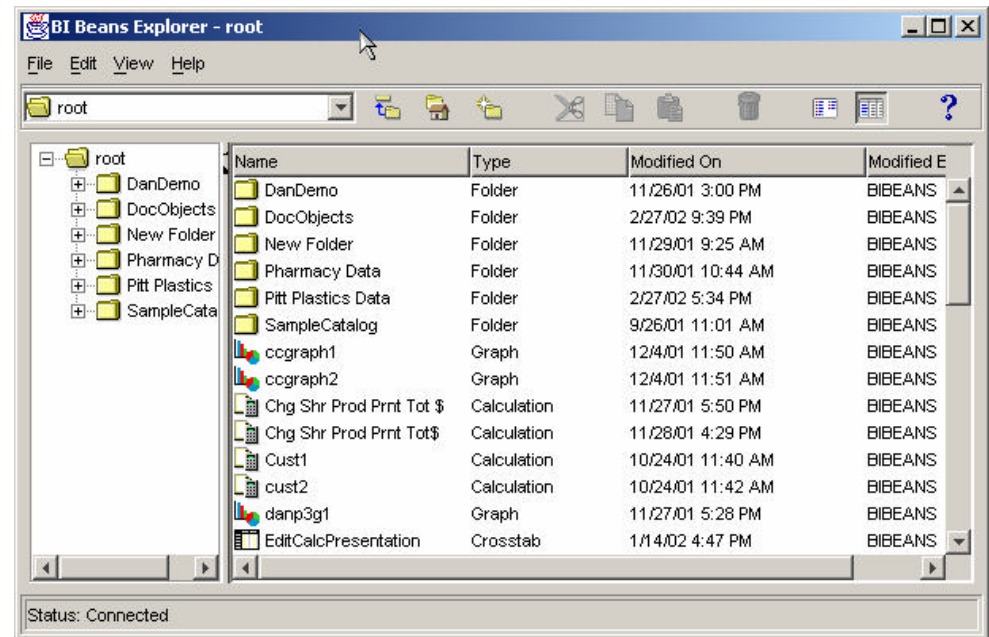 BI Beans Explorer - root
File Edit View Help
root
?
root
DanDemo
DocObjects
New Folder
Pharmacy D
Pitt Plastics
SampleCata
Name Type Modified On Modified E
DanDemo Folder 11/26/01 3:00 PM BIBEANS
DocObjects Folder 2/27/02 9:39 PM BIBEANS
New Folder Folder 11/29/01 9:25 AM BIBEANS
Pharmacy Data Folder 11/30/01 10:44 AM BIBEANS
Pitt Plastics Data Folder 2/27/02 5:34 PM BIBEANS
SampleCatalog Folder 9/26/01 11:01 AM BIBEANS
ccgraph1 Graph 12/4/01 11:50 AM BIBEANS
ccgraph2 Graph 12/4/01 11:51 AM BIBEANS
Chg Shr Prod Prnt Tot $ Calculation 11/27/01 5:50 PM BIBEANS
Chg Shr Prod Prnt Tot$ Calculation 11/28/01 4:29 PM BIBEANS
Cust1 Calculation 10/24/01 11:40 AM BIBEANS
cust2 Calculation 10/24/01 11:42 AM BIBEANS
danp3g1 Graph 11/27/01 5:28 PM BIBEANS
EditCalcPresentation Crosstab 1/14/02 4:47 PM BIBEANS
Status: Connected